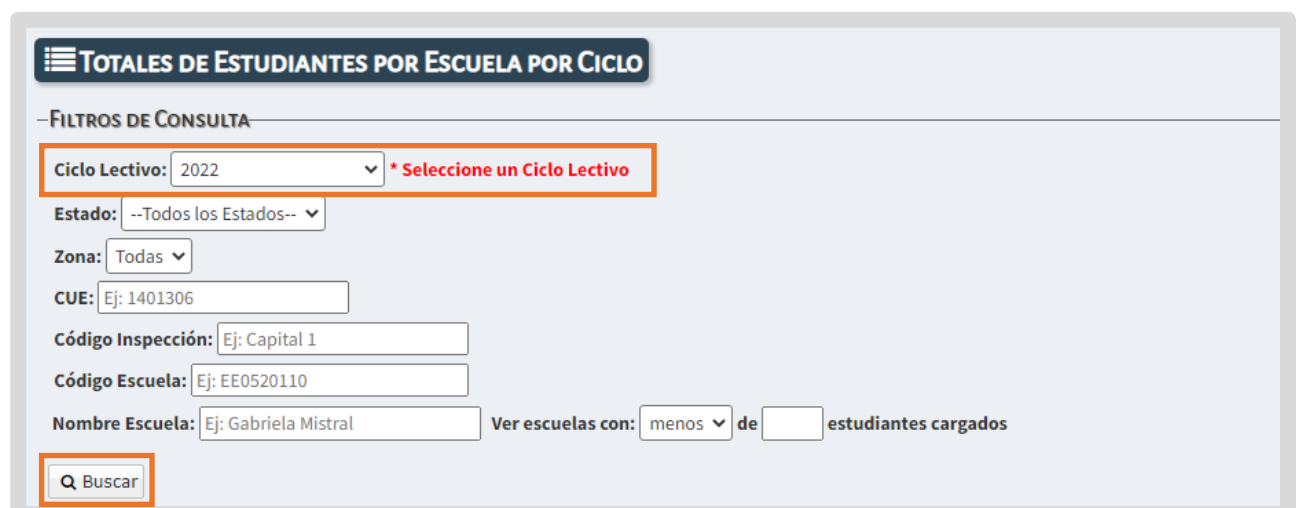 Totales de Estudiantes por Escuela por Ciclo
Filtros de Consulta
Ciclo Lectivo: 2022 * Seleccione un Ciclo Lectivo
Estado: --Todos los Estados--
Zona: Todas
CUE: Ej: 1401306
Código Inspección: Ej: Capital 1
Código Escuela: Ej: EE0520110
Nombre Escuela: Ej: Gabriela Mistral Ver escuelas con: menos de estudiantes cargados
Buscar